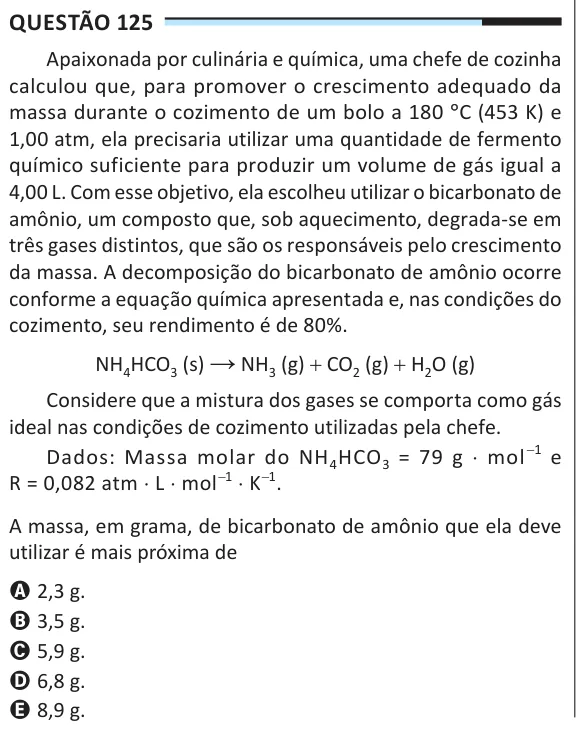 QUESTÃO 125
Apaixonada por culinária e química, uma chefe de cozinha
calculou que, para promover o crescimento adequado da
massa durante o cozimento de um bolo a 180 °C (453 K) e
1,00 atm, ela precisaria utilizar uma quantidade de fermento
químico suficiente para produzir um volume de gás igual a
4,00 L. Com esse objetivo, ela escolheu utilizar o bicarbonato de
amônio, um composto que, sob aquecimento, degrada-se em
três gases distintos, que são os responsáveis pelo crescimento
da massa. A decomposição do bicarbonato de amônio ocorre
conforme a equação química apresentada e, nas condições do
cozimento, seu rendimento é de 80%.
NH₄HCO₃ (s) → NH₃ (g) + CO₂ (g) + H₂O (g)
Considere que a mistura dos gases se comporta como gás
ideal nas condições de cozimento utilizadas pela chefe.
Dados: Massa molar do NH₄HCO₃ = 79 g · mol⁻¹ e
R = 0,082 atm · L · mol⁻¹ · K⁻¹.
A massa, em grama, de bicarbonato de amônio que ela deve
utilizar é mais próxima de
A 2,3 g.
B 3,5 g.
C 5,9 g.
D 6,8 g.
E 8,9 g.